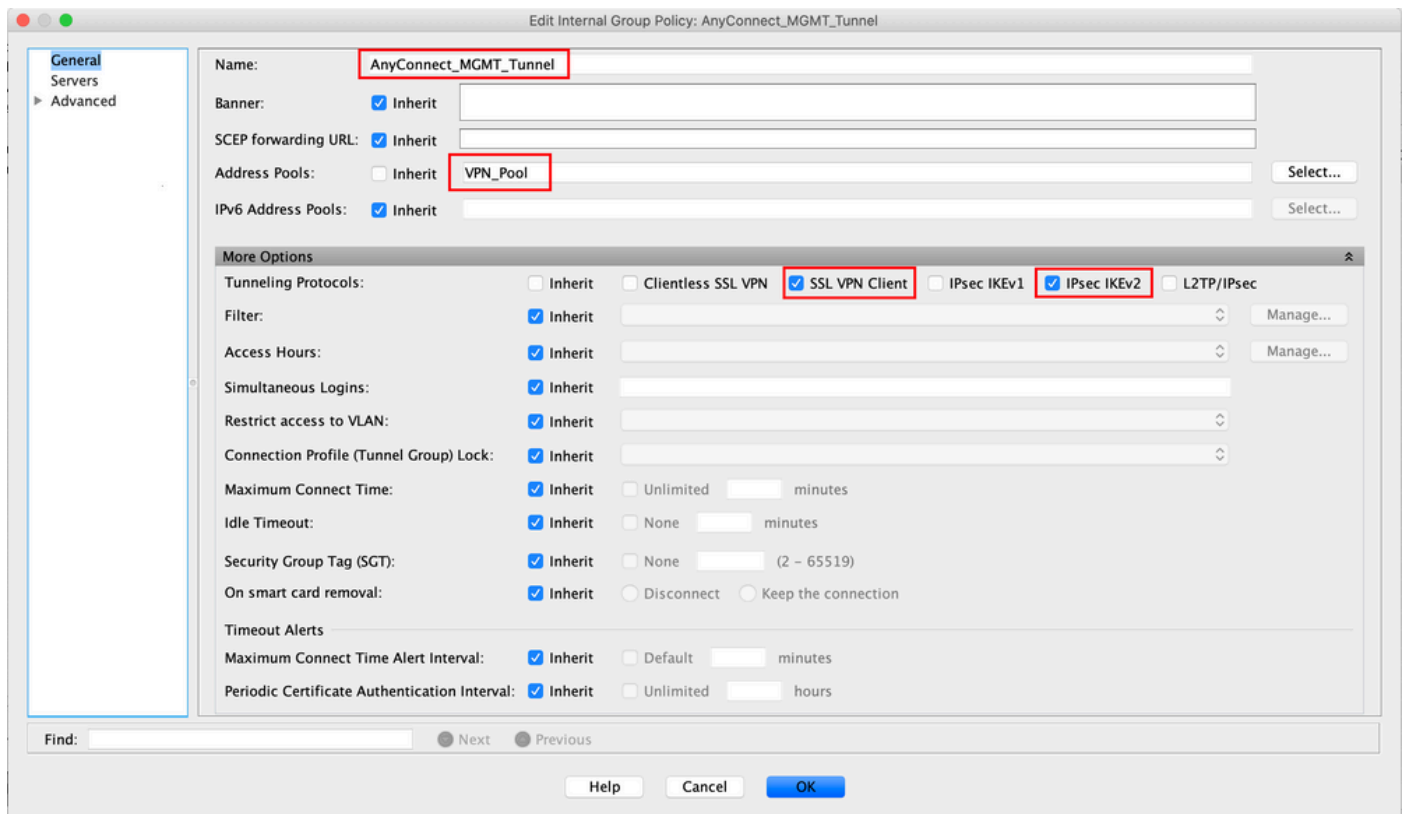 Edit Internal Group Policy: AnyConnect_MGMT_Tunnel
General
Servers
Advanced
Name: AnyConnect_MGMT_Tunnel
Banner: Inherit
SCEP forwarding URL: Inherit
Address Pools: Inherit VPN_Pool Select...
IPv6 Address Pools: Inherit Select...
More Options
Tunneling Protocols: Inherit Clientless SSL VPN SSL VPN Client IPsec IKEv1 IPsec IKEv2 L2TP/IPsec
Filter: Inherit Manage...
Access Hours: Inherit Manage...
Simultaneous Logins: Inherit
Restrict access to VLAN: Inherit
Connection Profile (Tunnel Group) Lock: Inherit
Maximum Connect Time: Inherit Unlimited minutes
Idle Timeout: Inherit None minutes
Security Group Tag (SGT): Inherit None (2 - 65519)
On smart card removal: Inherit Disconnect Keep the connection
Timeout Alerts
Maximum Connect Time Alert Interval: Inherit Default minutes
Periodic Certificate Authentication Interval: Inherit Unlimited hours
Find: Next Previous
Help Cancel OK